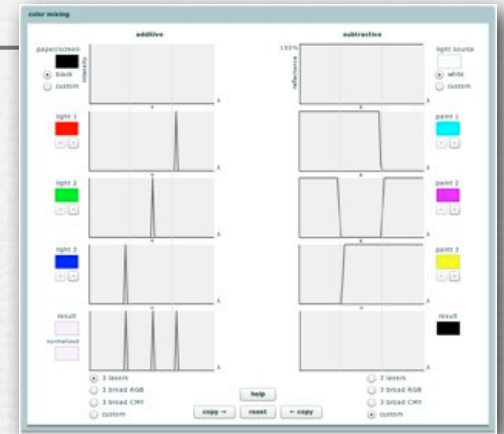 color mixing
additive
subtractive
paper/screen
black
custom
intensity
λ
light 1
light 2
light 3
result
normalized
3 lasers
3 broad RGB
3 broad CMY
custom
100%
reflectance
light source
white
custom
λ
paint 1
paint 2
paint 3
result
3 lasers
3 broad RGB
3 broad CMY
custom
help
copy →
reset
← copy